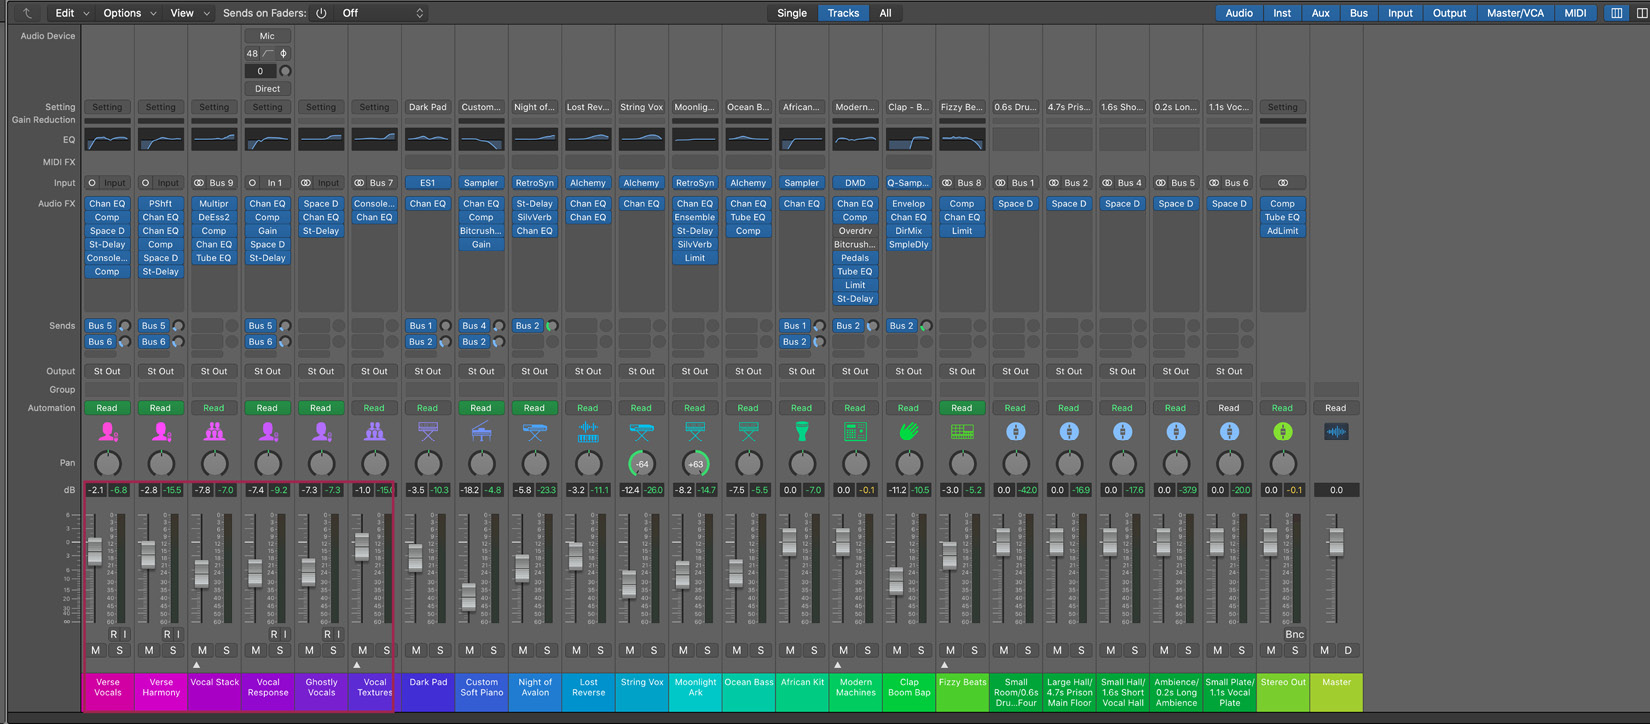 Edit Options View Sends on Faders: Off Single Tracks All Audio Inst Aux Bus Input Output Master/VCA MIDI
Audio Device Mic
48
0
Direct
Setting Setting Setting Setting Setting Setting Setting Dark Pad Custom... Night of... Lost Rev... String Vox Moonlig... Ocean B... African... Modern... Clap - B... Fizzy Be... 0.6s Dru... 4.7s Pris... 1.6s Sho... 0.2s Lon... 1.1s Voc... Setting
Gain Reduction
EQ
MIDI FX
Input Input Input Bus 9 In 1 Input Bus 7 ES1 Sampler RetroSyn Alchemy Alchemy RetroSyn Alchemy Sampler DMD Q-Samp... Bus 8 Bus 1 Bus 2 Bus 4 Bus 5 Bus 6
Audio FX Chan EQ PShft Multipr Chan EQ Space D Console... Chan EQ Chan EQ St-Delay Chan EQ Chan EQ Chan EQ Chan EQ Chan EQ Chan EQ Envelop Comp Space D Space D Space D Space D Space D Comp
Comp Chan EQ DeEss2 Comp Chan EQ Chan EQ Comp SilvVerb Chan EQ Ensemble Tube EQ Comp Chan EQ Chan EQ Tube EQ
Space D Chan EQ Comp Gain St-Delay Bitcrush... Chan EQ St-Delay Comp Overdrv DirMix Limit AdLimit
St-Delay Comp Chan EQ Space D Gain SilvVerb Bitcrush... SmpleDly
Console... Space D Tube EQ St-Delay Limit Pedals
Comp St-Delay Tube EQ
Limit
St-Delay
Sends Bus 5 Bus 5 Bus 5 Bus 1 Bus 4 Bus 2 Bus 1 Bus 2 Bus 2
Bus 6 Bus 6 Bus 6 Bus 2 Bus 2 Bus 2
Output St Out St Out St Out St Out St Out St Out St Out St Out St Out St Out St Out St Out St Out St Out St Out St Out St Out St Out St Out St Out St Out St Out
Group
Automation Read Read Read Read Read Read Read Read Read Read Read Read Read Read Read Read Read Read Read Read Read Read Read Read
Pan -64 +63
dB -2.1 -6.8 -2.8 -15.5 -7.8 -7.0 -7.4 -9.2 -7.3 -7.3 -1.0 -3.5 -10.3 -18.2 -4.8 -5.8 -23.3 -3.2 -11.1 -12.4 -26.0 -8.2 -14.7 -7.5 -5.5 0.0 -7.0 0.0 -0.1 -11.2 -10.5 -3.0 -5.2 0.0 -42.0 0.0 -16.9 0.0 -17.6 0.0 -37.9 0.0 -20.0 0.0 -0.1 0.0
R I R I R I R I Bnc
M S M S M S M S M S M S M S M S M S M S M S M S M S M S M S M S M S M S M S M S M S M S M S M D
Verse Verse Vocal Stack Vocal Ghostly Vocal Dark Pad Custom Night of Lost String Vox Moonlight Ocean Bass African Kit Modern Clap Fizzy Beats Small Large Hall/ Small Hall/ Ambience/ Small Plate/ Stereo Out Master
Vocals Harmony Response Vocals Textures Soft Piano Avalon Reverse Ark Machines Boom Bap Room/0.6s 4.7s Prison 1.6s Short 0.2s Long 1.1s Vocal
Dru...Four Main Floor Vocal Hall Ambience Plate